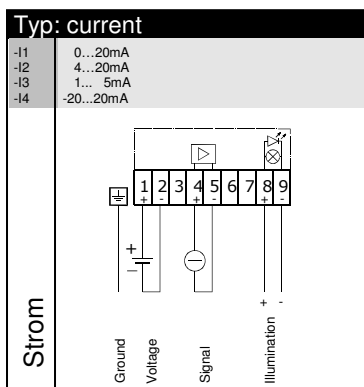 Typ: current
-I1 0...20mA
-I2 4...20mA
-I3 1... 5mA
-I4 -20...20mA
1 2 3 4 5 6 7 8 9
+ - + - + -
+
–
+ -
Strom
Ground
Voltage
Signal
Illumination